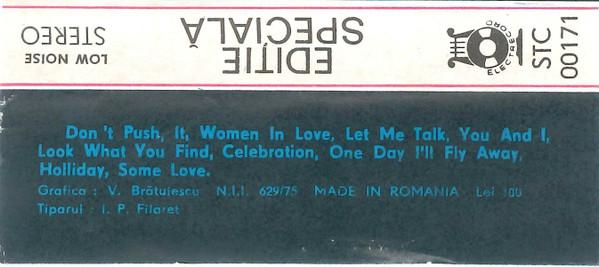 LOW NOISE
STEREO
EDIȚIE
SPECIALĂ
ELECTRECORD
STC
00171
Don't Push, It, Women In Love, Let Me Talk, You And I,
Look What You Find, Celebration, One Day I'll Fly Away,
Holliday, Some Love.
Grafica : V. Brătulescu N.I.I. 629/75 MADE IN ROMANIA Lei
Tiparul : I. P. Filaret